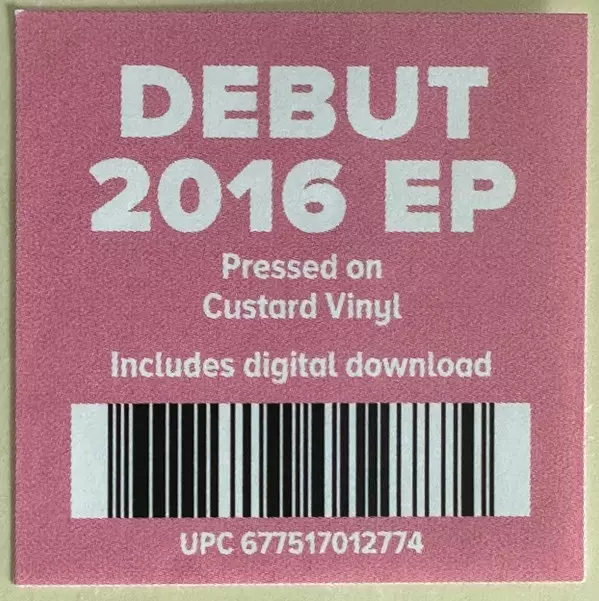 DEBUT
2016 EP
Pressed on
Custard Vinyl
Includes digital download
UPC 677517012774